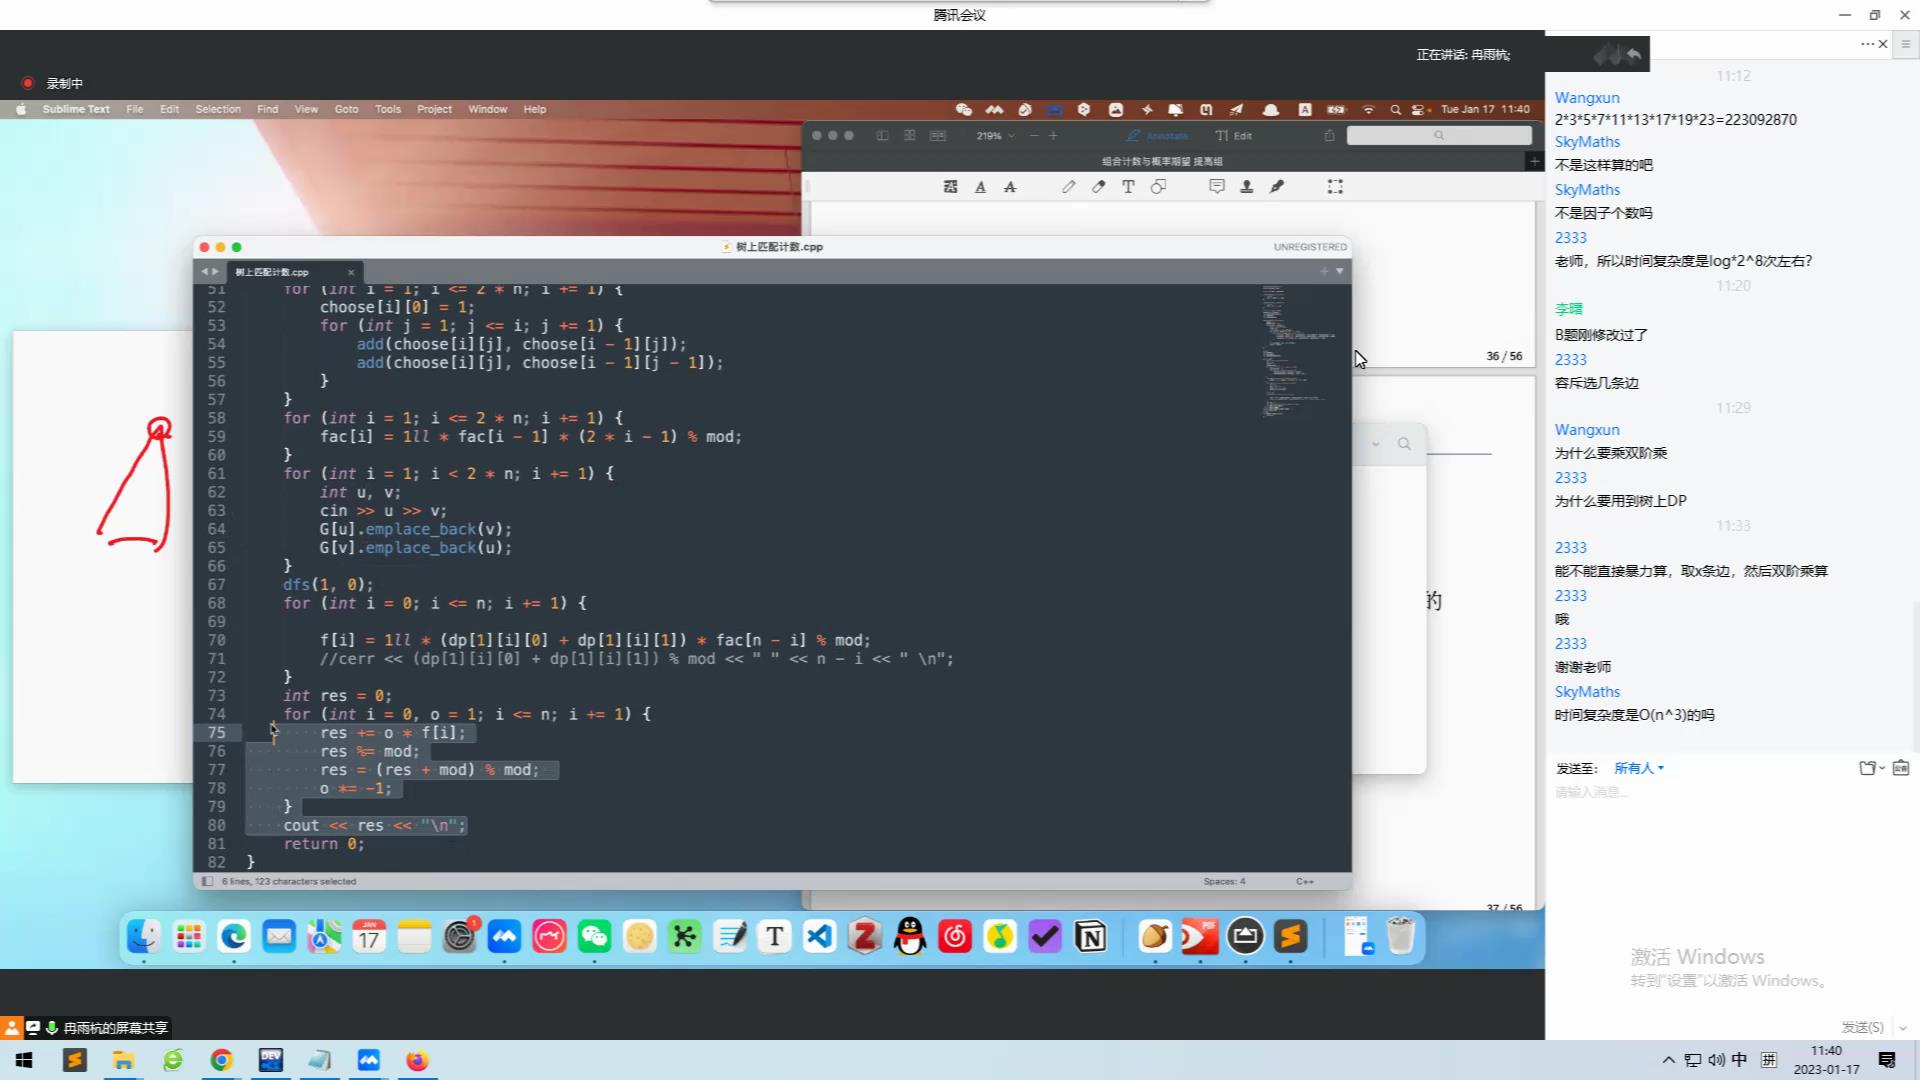 腾讯会议
正在讲话: 冉雨杭;
录制中
Sublime Text File Edit Selection Find View Goto Tools Project Window Help
Tue Jan 17 11:40
219%
Annotate
Edit
组合计数与概率期望 提高组
36 / 56
的
37 / 56
树上匹配计数.cpp
UNREGISTERED
树上匹配计数.cpp
51 for (int i = 1; i <= 2 * n; i += 1) {
52 choose[i][0] = 1;
53 for (int j = 1; j <= i; j += 1) {
54 add(choose[i][j], choose[i - 1][j]);
55 add(choose[i][j], choose[i - 1][j - 1]);
56 }
57 }
58 for (int i = 1; i <= 2 * n; i += 1) {
59 fac[i] = 1ll * fac[i - 1] * (2 * i - 1) % mod;
60 }
61 for (int i = 1; i < 2 * n; i += 1) {
62 int u, v;
63 cin >> u >> v;
64 G[u].emplace_back(v);
65 G[v].emplace_back(u);
66 }
67 dfs(1, 0);
68 for (int i = 0; i <= n; i += 1) {
69
70 f[i] = 1ll * (dp[1][i][0] + dp[1][i][1]) * fac[n - i] % mod;
71 //cerr << (dp[1][i][0] + dp[1][i][1]) % mod << " " << n - i << " \n";
72 }
73 int res = 0;
74 for (int i = 0, o = 1; i <= n; i += 1) {
75 res += o * f[i];
76 res %= mod;
77 res = (res + mod) % mod;
78 o *= -1;
79 }
80 cout << res << "\n";
81 return 0;
82 }
6 lines, 123 characters selected
Spaces: 4
C++
JAN
17
冉雨杭的屏幕共享
11:12
Wangxun
2*3*5*7*11*13*17*19*23=223092870
SkyMaths
不是这样算的吧
SkyMaths
不是因子个数吗
2333
老师，所以时间复杂度是log*2^8次左右?
11:20
李曙
B题刚修改过了
2333
容斥选几条边
11:29
Wangxun
为什么要乘双阶乘
2333
为什么要用到树上DP
11:33
2333
能不能直接暴力算，取x条边，然后双阶乘算
2333
哦
2333
谢谢老师
SkyMaths
时间复杂度是O(n^3)的吗
发送至: 所有人
请输入消息...
激活 Windows
转到"设置"以激活 Windows。
发送(S)
DEV
中
拼
11:40
2023-01-17